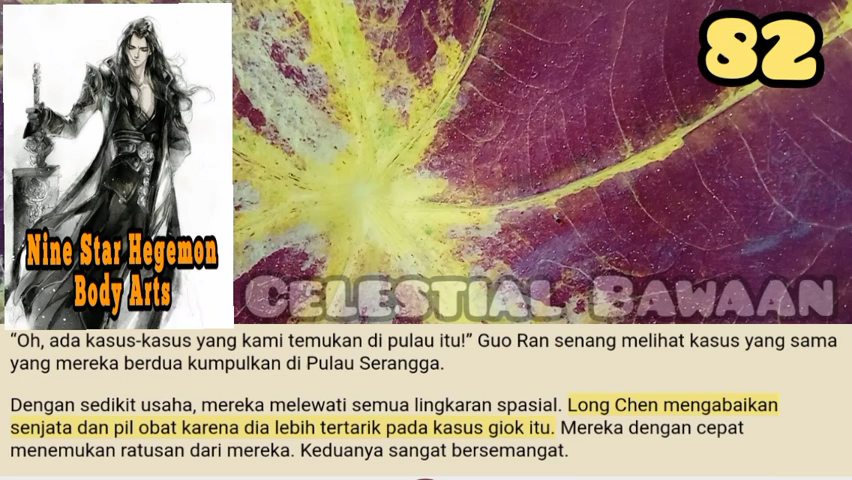 82
Nine Star Hegemon
Body Arts
Celestial Bawaan
“Oh, ada kasus-kasus yang kami temukan di pulau itu!” Guo Ran senang melihat kasus yang sama
yang mereka berdua kumpulkan di Pulau Serangga.
Dengan sedikit usaha, mereka melewati semua lingkaran spasial. Long Chen mengabaikan
senjata dan pil obat karena dia lebih tertarik pada kasus giok itu. Mereka dengan cepat
menemukan ratusan dari mereka. Keduanya sangat bersemangat.